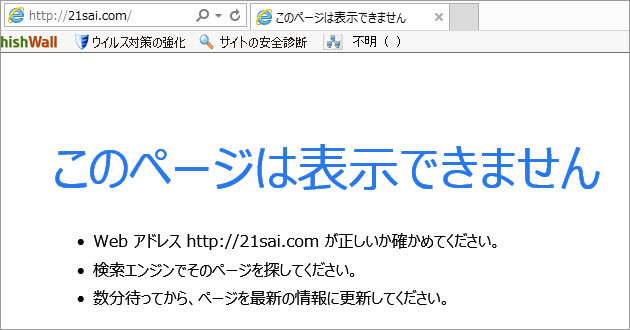 http://21sai.com/ このページは表示できません
hishWall ウイルス対策の強化 サイトの安全診断 不明（ ）
このページは表示できません
• Web アドレス http://21sai.com が正しいか確かめてください。
• 検索エンジンでそのページを探してください。
• 数分待ってから、ページを最新の情報に更新してください。